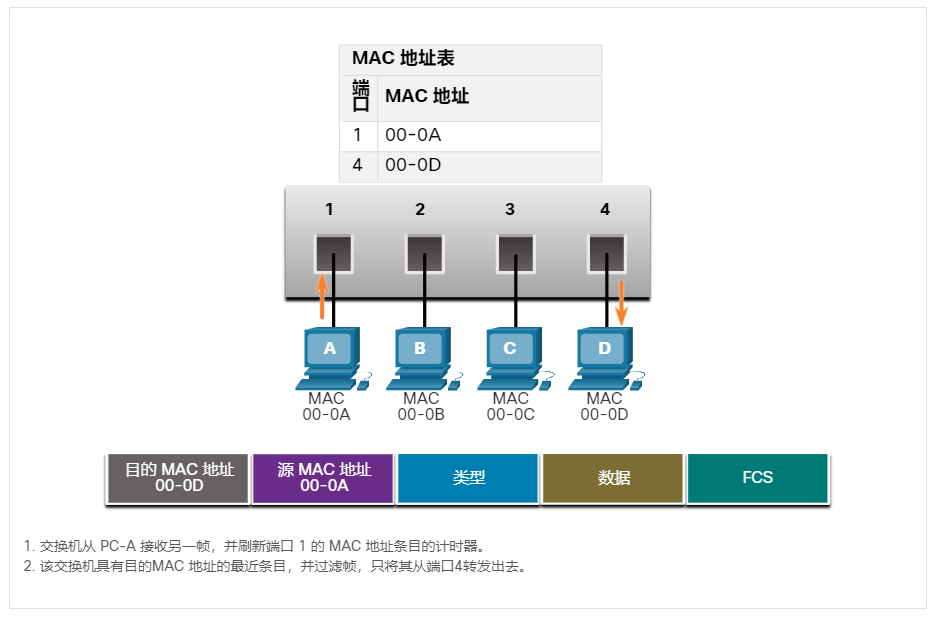 MAC 地址表
端口 MAC 地址
1 00-0A
4 00-0D
1 2 3 4
A B C D
MAC MAC MAC MAC
00-0A 00-0B 00-0C 00-0D
目的 MAC 地址 源 MAC 地址 类型 数据 FCS
00-0D 00-0A
1. 交换机从 PC-A 接收另一帧，并刷新端口 1 的 MAC 地址条目的计时器。
2. 该交换机具有目的MAC 地址的最近条目，并过滤帧，只将其从端口4转发出去。